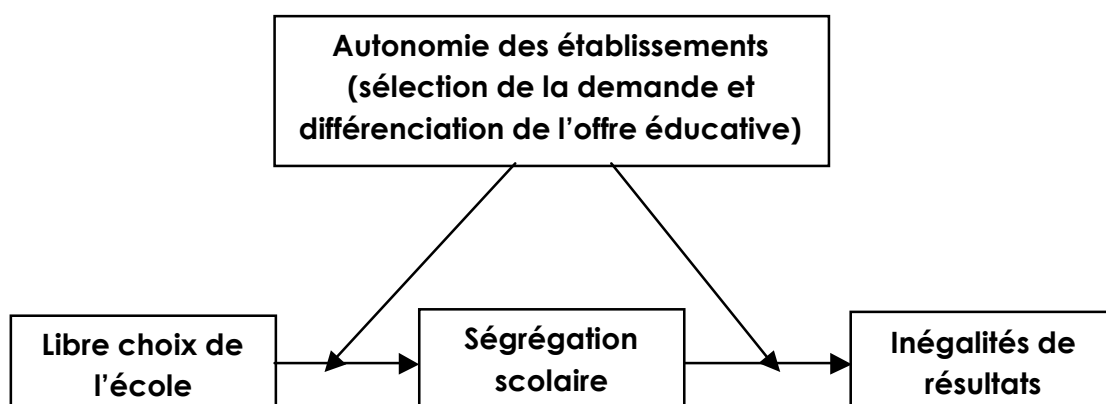 Autonomie des établissements
(sélection de la demande et
différenciation de l’offre éducative)
Libre choix de
l’école
Ségrégation
scolaire
Inégalités de
résultats